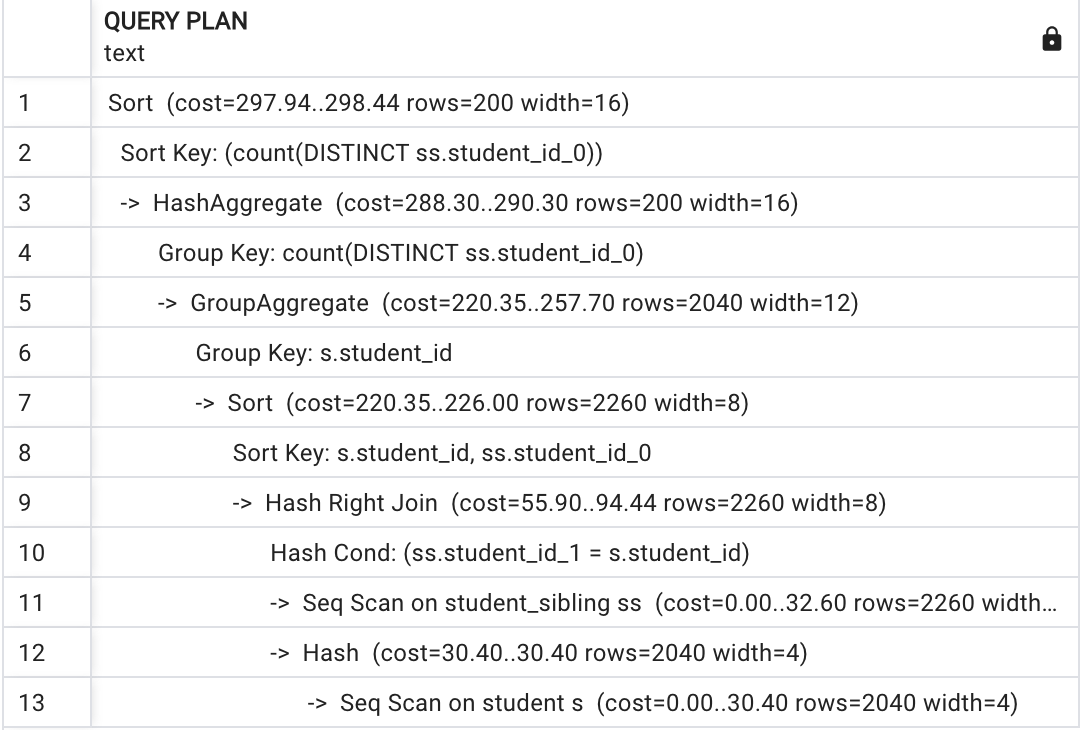 QUERY PLAN
text
1 Sort (cost=297.94..298.44 rows=200 width=16)
2 Sort Key: (count(DISTINCT ss.student_id_0))
3 -> HashAggregate (cost=288.30..290.30 rows=200 width=16)
4 Group Key: count(DISTINCT ss.student_id_0)
5 -> GroupAggregate (cost=220.35..257.70 rows=2040 width=12)
6 Group Key: s.student_id
7 -> Sort (cost=220.35..226.00 rows=2260 width=8)
8 Sort Key: s.student_id, ss.student_id_0
9 -> Hash Right Join (cost=55.90..94.44 rows=2260 width=8)
10 Hash Cond: (ss.student_id_1 = s.student_id)
11 -> Seq Scan on student_sibling ss (cost=0.00..32.60 rows=2260 width...
12 -> Hash (cost=30.40..30.40 rows=2040 width=4)
13 -> Seq Scan on student s (cost=0.00..30.40 rows=2040 width=4)